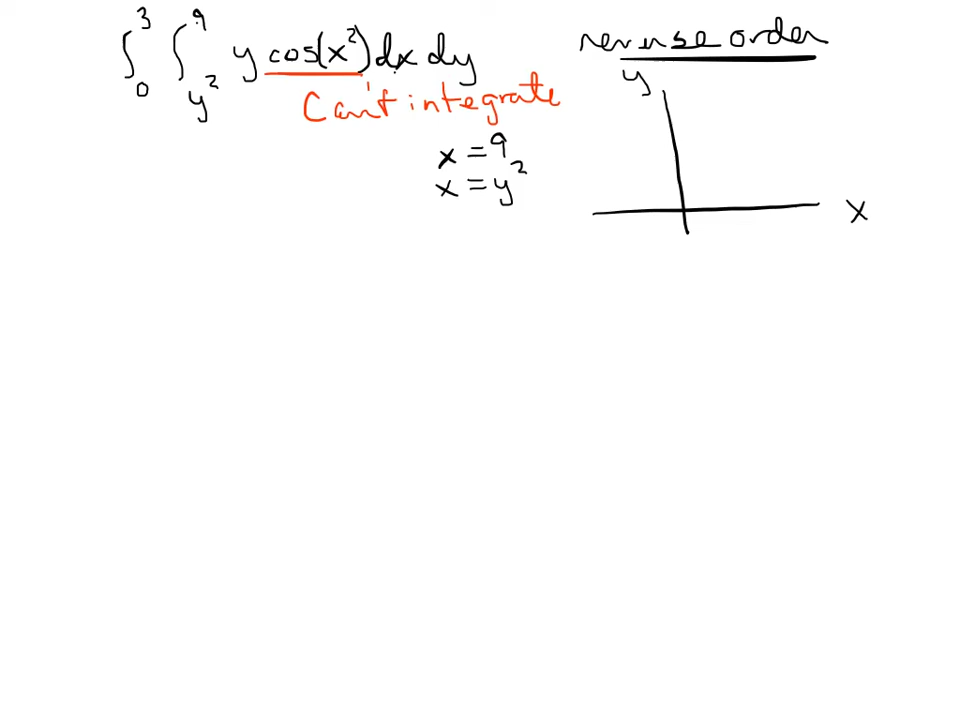 ∫₀³ ∫_{y²}^{9} y cos(x²) dx dy
reverse order
Can't integrate
x = 9
x = y²
y
x